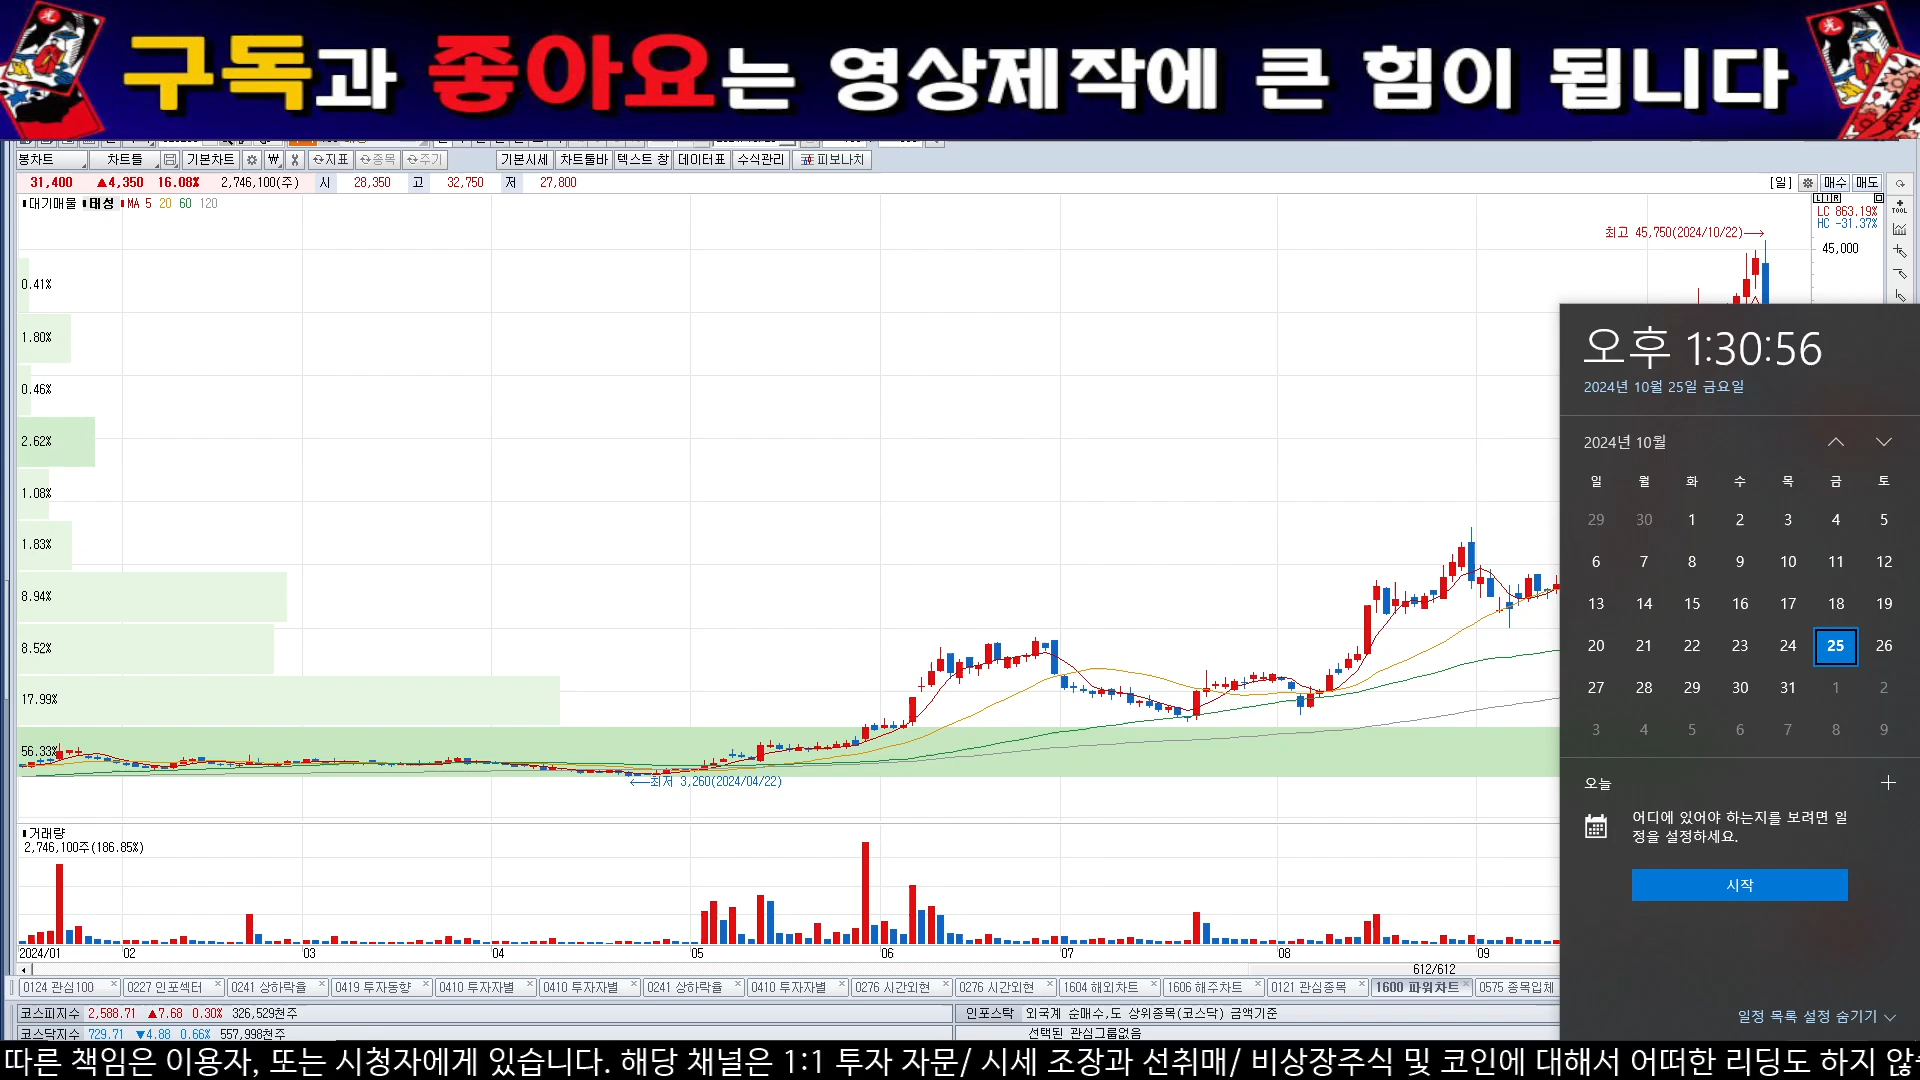 구독과 좋아요는 영상제작에 큰 힘이 됩니다
봉차트 차트틀 기본차트 ₩ 지표 종목 주기 기본시세 차트툴바 텍스트 창 데이터표 수식관리 피보나치
31,400 ▲4,350 16.08% 2,746,100(주) 시 28,350 고 32,750 저 27,800 [일] 매수 매도
대기매물 태성 MA 5 20 60 120
L I R
LC 863.19%
HC -31.37%
TOOL
최고 45,750(2024/10/22)
45,000
0.41%
1.80%
0.46%
2.62%
1.08%
1.83%
8.94%
8.52%
17.99%
56.33%
최저 3,260(2024/04/22)
거래량
2,746,100주(186.85%)
2024/01 02 03 04 05 06 07 08 09
612/612
0124 관심100 0227 인포섹터 0241 상하락율 0419 투자동향 0410 투자자별 0410 투자자별 0241 상하락율 0410 투자자별 0276 시간외현 0276 시간외현 1604 해외차트 1606 해주차트 0121 관심종목 1600 파워차트 0575 종목입체
코스피지수 2,588.71 ▲7.68 0.30% 326,529천주 인포스탁 외국계 순매수,도 상위종목(코스닥) 금액기준
코스닥지수 729.71 ▼4.88 0.66% 557,998천주 선택된 관심그룹없음
오후 1:30:56
2024년 10월 25일 금요일
2024년 10월
일 월 화 수 목 금 토
29 30 1 2 3 4 5
6 7 8 9 10 11 12
13 14 15 16 17 18 19
20 21 22 23 24 25 26
27 28 29 30 31 1 2
3 4 5 6 7 8 9
오늘
어디에 있어야 하는지를 보려면 일
정을 설정하세요.
시작
일정 목록 설정 숨기기
따른 책임은 이용자, 또는 시청자에게 있습니다. 해당 채널은 1:1 투자 자문/ 시세 조장과 선취매/ 비상장주식 및 코인에 대해서 어떠한 리딩도 하지 않